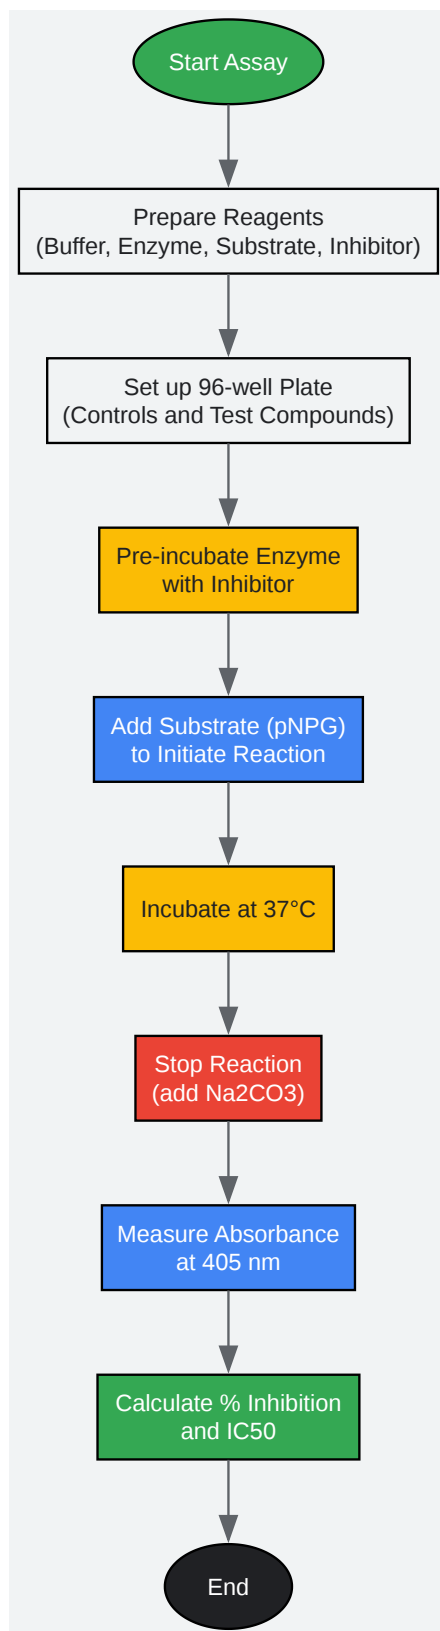 Start Assay
Prepare Reagents
(Buffer, Enzyme, Substrate, Inhibitor)
Set up 96-well Plate
(Controls and Test Compounds)
Pre-incubate Enzyme
with Inhibitor
Add Substrate (pNPG)
to Initiate Reaction
Incubate at 37°C
Stop Reaction
(add Na2CO3)
Measure Absorbance
at 405 nm
Calculate % Inhibition
and IC50
End